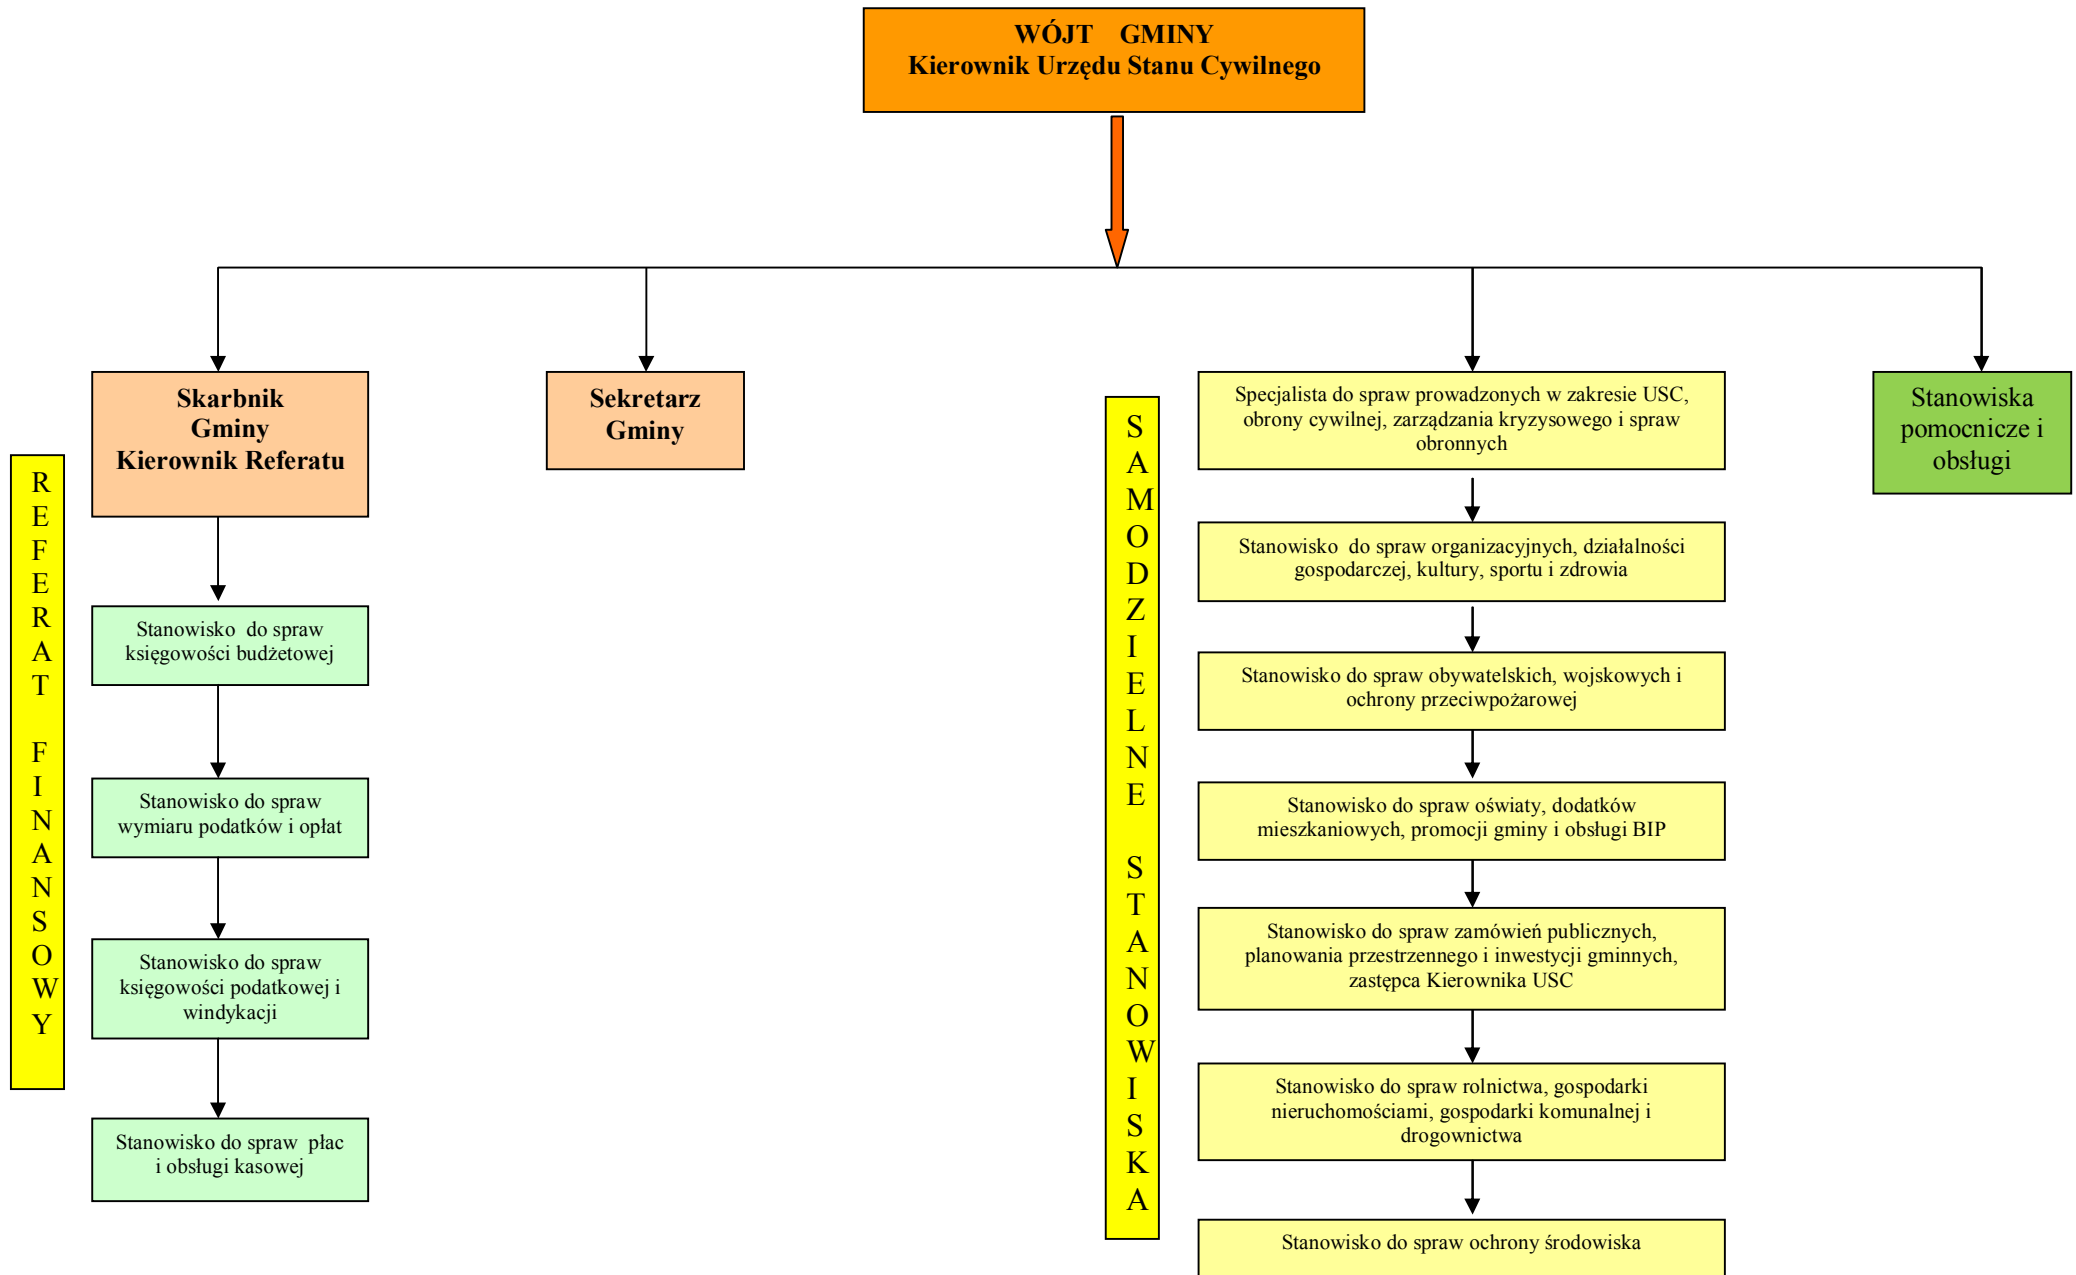 WÓJT GMINY
Kierownik Urzędu Stanu Cywilnego
Skarbnik
Gminy
Kierownik Referatu
Sekretarz
Gminy
Specjalista do spraw prowadzonych w zakresie USC,
obrony cywilnej, zarządzania kryzysowego i spraw
obronnych
Stanowiska
pomocnicze i
obsługi
REFERAT FINANSOWY
Stanowisko do spraw
księgowości budżetowej
Stanowisko do spraw
wymiaru podatków i opłat
Stanowisko do spraw
księgowości podatkowej i
windykacji
Stanowisko do spraw płac
i obsługi kasowej
SAMODZIELNE STANOWISKA
Stanowisko do spraw organizacyjnych, działalności
gospodarczej, kultury, sportu i zdrowia
Stanowisko do spraw obywatelskich, wojskowych i
ochrony przeciwpożarowej
Stanowisko do spraw oświaty, dodatków
mieszkaniowych, promocji gminy i obsługi BIP
Stanowisko do spraw zamówień publicznych,
planowania przestrzennego i inwestycji gminnych,
zastępca Kierownika USC
Stanowisko do spraw rolnictwa, gospodarki
nieruchomościami, gospodarki komunalnej i
drogownictwa
Stanowisko do spraw ochrony środowiska